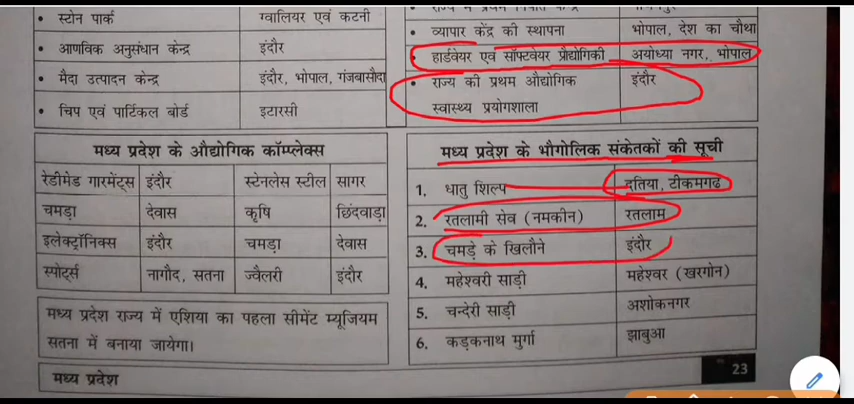 • स्टोन पार्क ग्वालियर एवं कटनी
• आणविक अनुसंधान केन्द्र इंदौर
• मैदा उत्पादन केन्द्र इंदौर, भोपाल, गंजबासौदा
• चिप एवं पार्टिकल बोर्ड इटारसी
मध्य प्रदेश के औद्योगिक कॉम्प्लेक्स
रेडीमेड गारमेंट्स इंदौर स्टेनलेस स्टील सागर
चमड़ा देवास कृषि छिंदवाड़ा
इलेक्ट्रॉनिक्स इंदौर चमड़ा देवास
स्पोर्ट्स नागौद, सतना ज्वैलरी इंदौर
मध्य प्रदेश राज्य में एशिया का पहला सीमेंट म्यूजियम
सतना में बनाया जायेगा।
मध्य प्रदेश
• व्यापार केंद्र की स्थापना भोपाल, देश का चौथा
• हार्डवेयर एवं सॉफ्टवेयर प्रौद्योगिकी अयोध्या नगर, भोपाल
• राज्य की प्रथम औद्योगिक इंदौर
स्वास्थ्य प्रयोगशाला
मध्य प्रदेश के भौगोलिक संकेतकों की सूची
1. धातु शिल्प दतिया, टीकमगढ
2. रतलामी सेव (नमकीन) रतलाम
3. चमड़े के खिलौने इंदौर
4. महेश्वरी साड़ी महेश्वर (खरगोन)
5. चन्देरी साड़ी अशोकनगर
6. कड़कनाथ मुर्गा झाबुआ
23